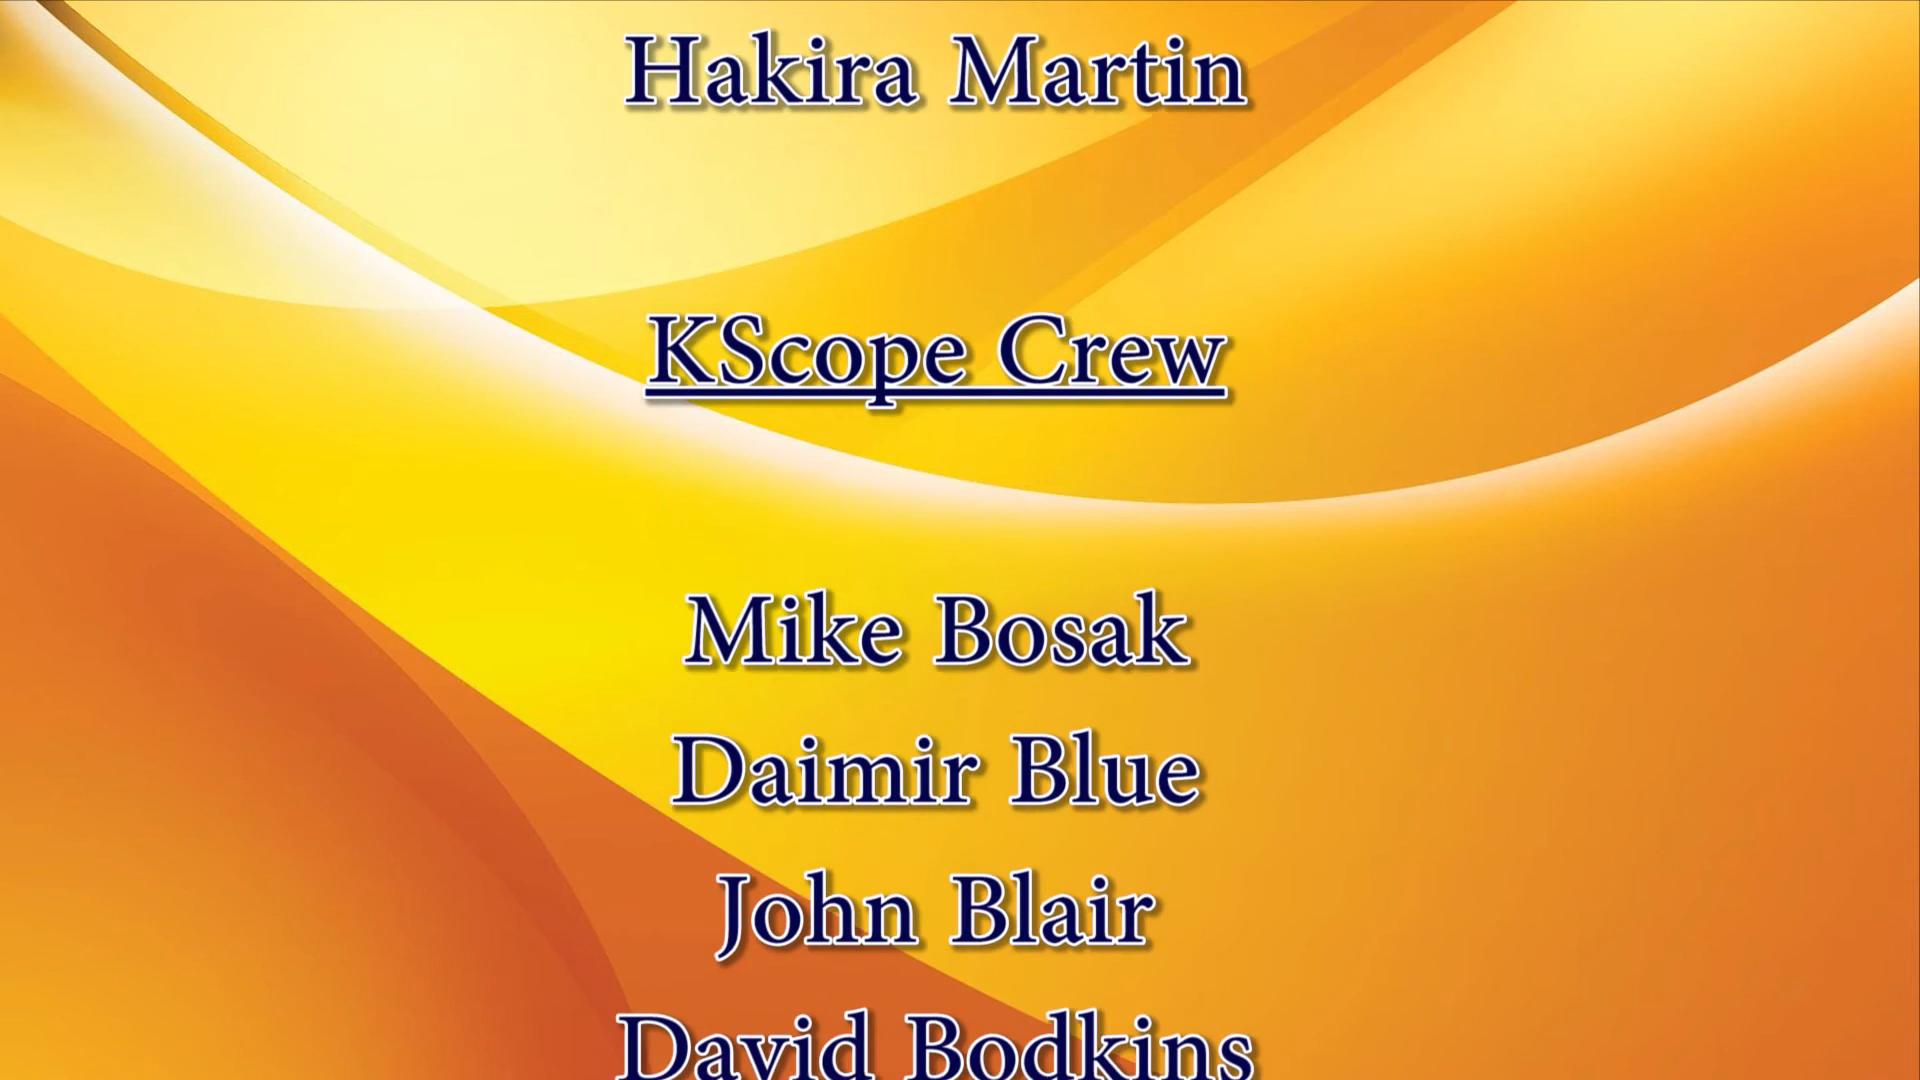 Hakira Martin
KScope Crew
Mike Bosak
Daimir Blue
John Blair
David Bodkins